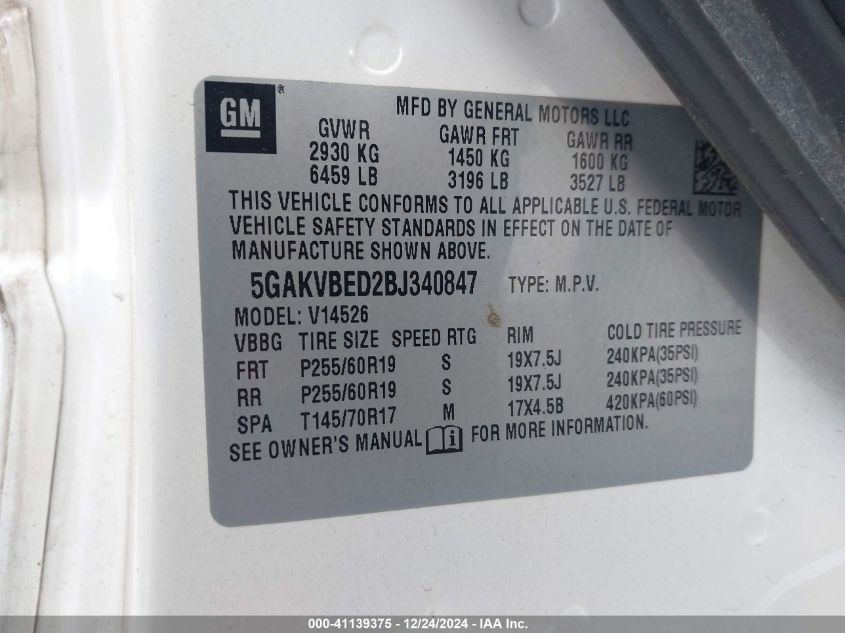 GM®
MFD BY GENERAL MOTORS LLC
GVWR GAWR FRT GAWR RR
2930 KG 1450 KG 1600 KG
6459 LB 3196 LB 3527 LB
THIS VEHICLE CONFORMS TO ALL APPLICABLE U.S. FEDERAL MOTOR
VEHICLE SAFETY STANDARDS IN EFFECT ON THE DATE OF
MANUFACTURE SHOWN ABOVE.
5GAKVBED2BJ340847 TYPE: M.P.V.
MODEL: V14526
VBBG TIRE SIZE SPEED RTG RIM COLD TIRE PRESSURE
FRT P255/60R19 S 19X7.5J 240KPA(35PSI)
RR P255/60R19 S 19X7.5J 240KPA(35PSI)
SPA T145/70R17 M 17X4.5B 420KPA(60PSI)
SEE OWNER'S MANUAL i FOR MORE INFORMATION.
000-41139375 - 12/24/2024 - IAA Inc.